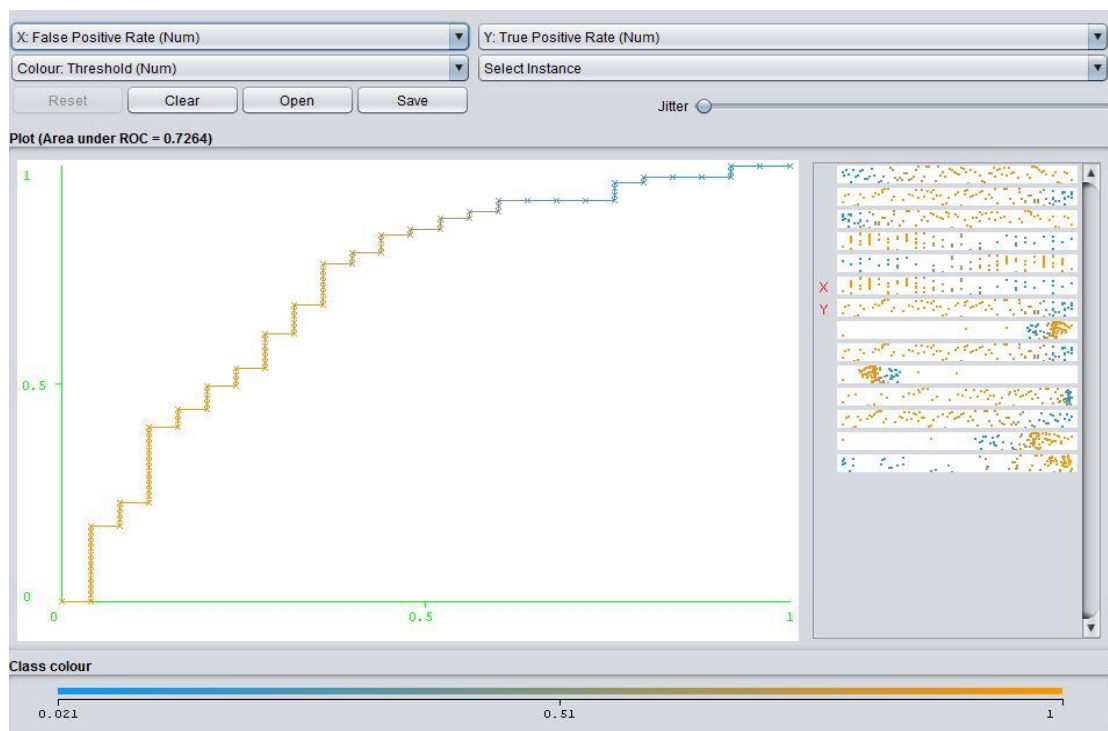 X: False Positive Rate (Num) Y: True Positive Rate (Num)
Colour: Threshold (Num) Select Instance
Reset Clear Open Save Jitter
Plot (Area under ROC = 0.7264)
1
X
Y
0.5
0
0 0.5 1
Class colour
0.021 0.51 1